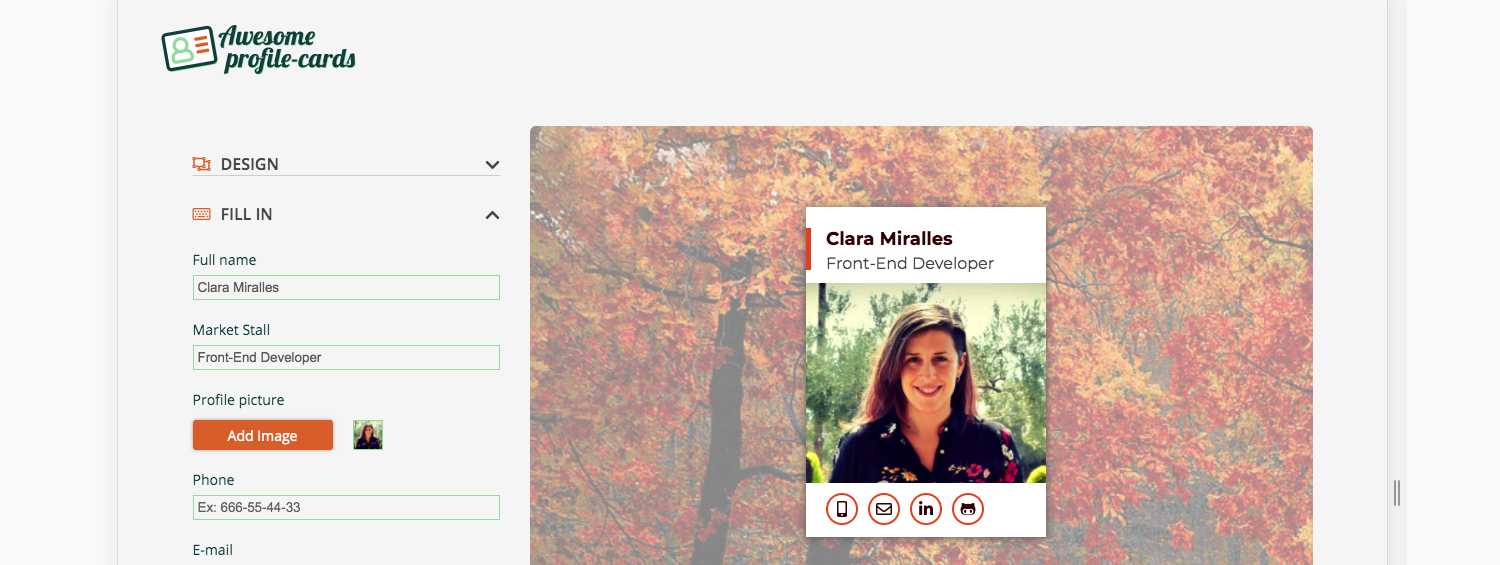 Awesome
profile-cards
DESIGN
FILL IN
Full name
Clara Miralles
Market Stall
Front-End Developer
Profile picture
Add Image
Phone
Ex: 666-55-44-33
E-mail
Clara Miralles
Front-End Developer
in